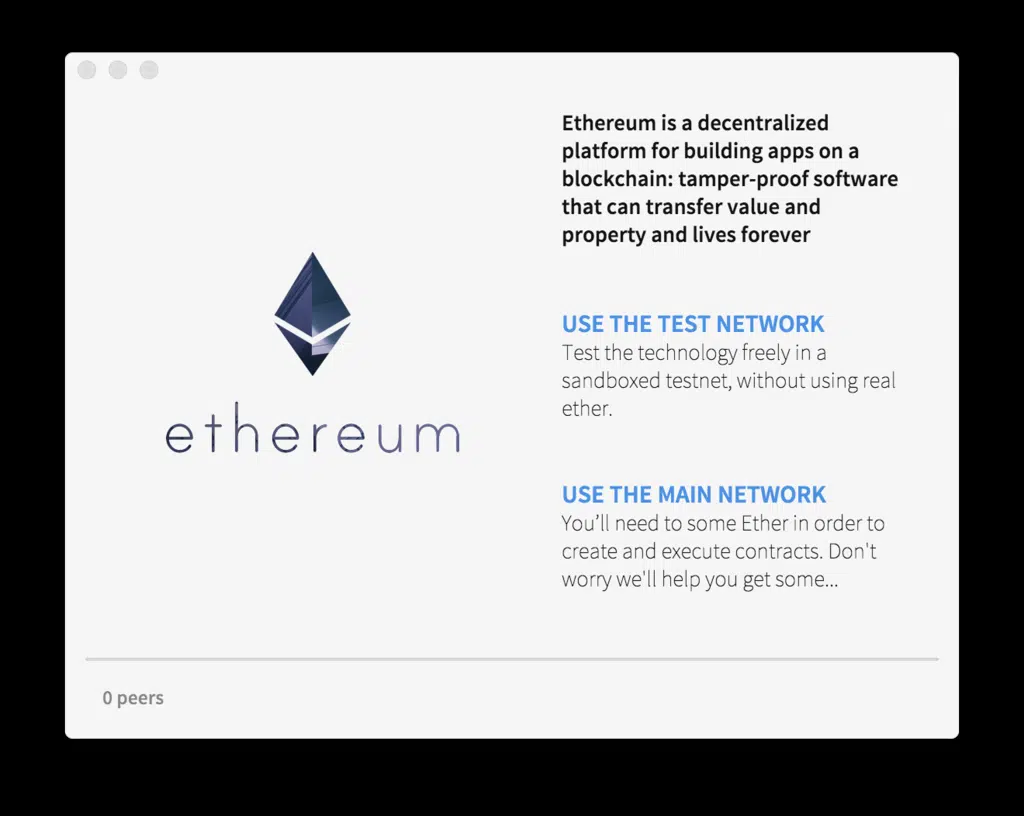 ethereum
Ethereum is a decentralized
platform for building apps on a
blockchain: tamper-proof software
that can transfer value and
property and lives forever
USE THE TEST NETWORK
Test the technology freely in a
sandboxed testnet, without using real
ether.
USE THE MAIN NETWORK
You’ll need to some Ether in order to
create and execute contracts. Don't
worry we'll help you get some...
0 peers